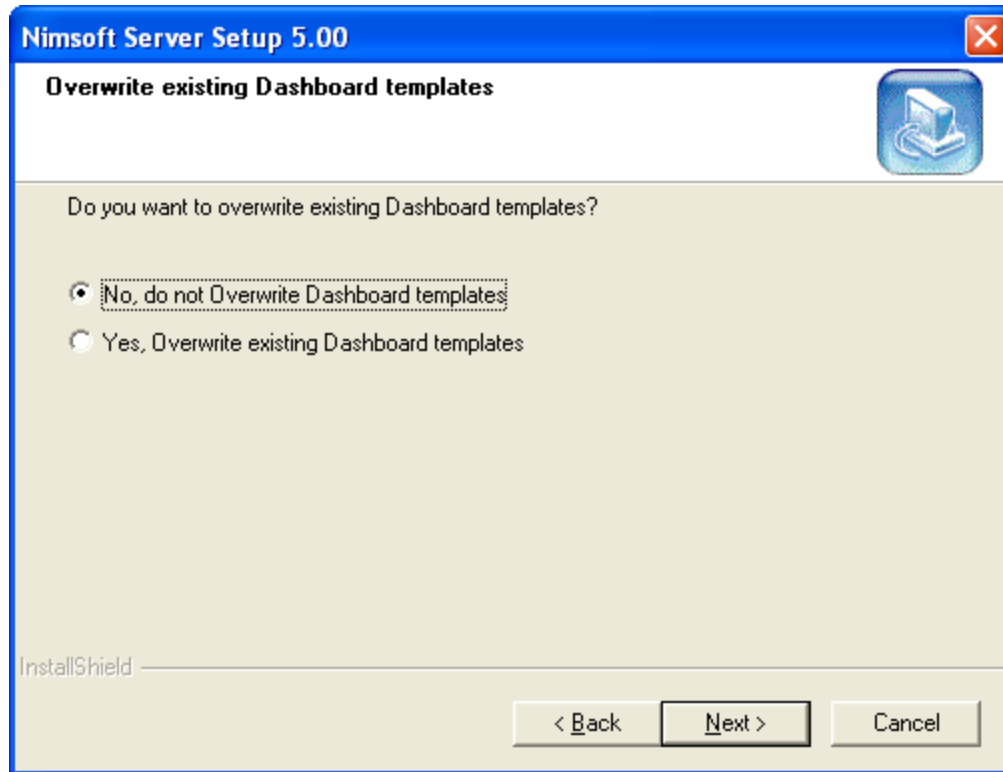 Nimsoft Server Setup 5.00
Overwrite existing Dashboard templates
Do you want to overwrite existing Dashboard templates?
No, do not Overwrite Dashboard templates
Yes, Overwrite existing Dashboard templates
InstallShield
< Back
Next >
Cancel